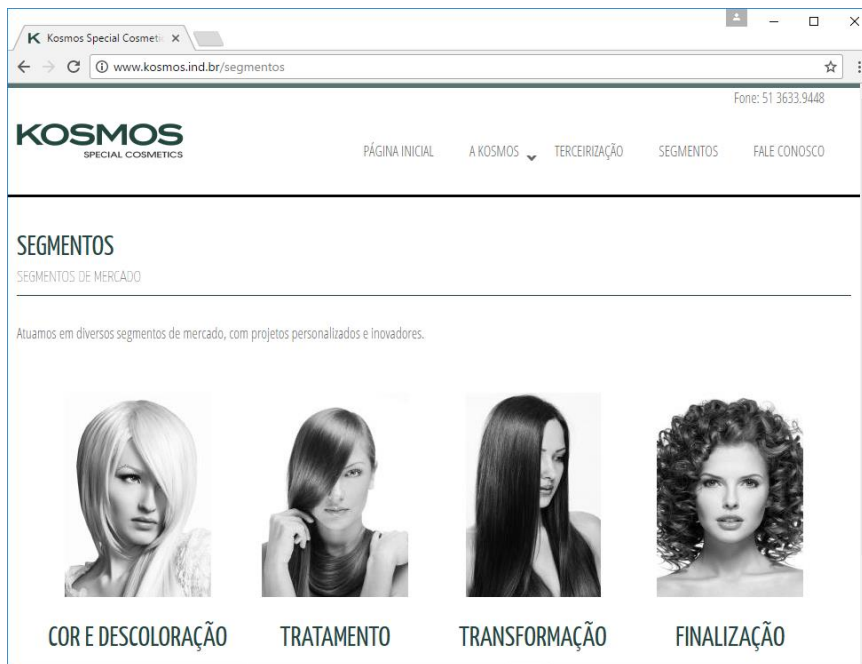 K Kosmos Special Cosmeti
www.kosmos.ind.br/segmentos
Fone: 51 3633.9448
KOSMOS
SPECIAL COSMETICS
PÁGINA INICIAL A KOSMOS TERCEIRIZAÇÃO SEGMENTOS FALE CONOSCO
SEGMENTOS
SEGMENTOS DE MERCADO
Atuamos em diversos segmentos de mercado, com projetos personalizados e inovadores.
COR E DESCOLORAÇÃO TRATAMENTO TRANSFORMAÇÃO FINALIZAÇÃO